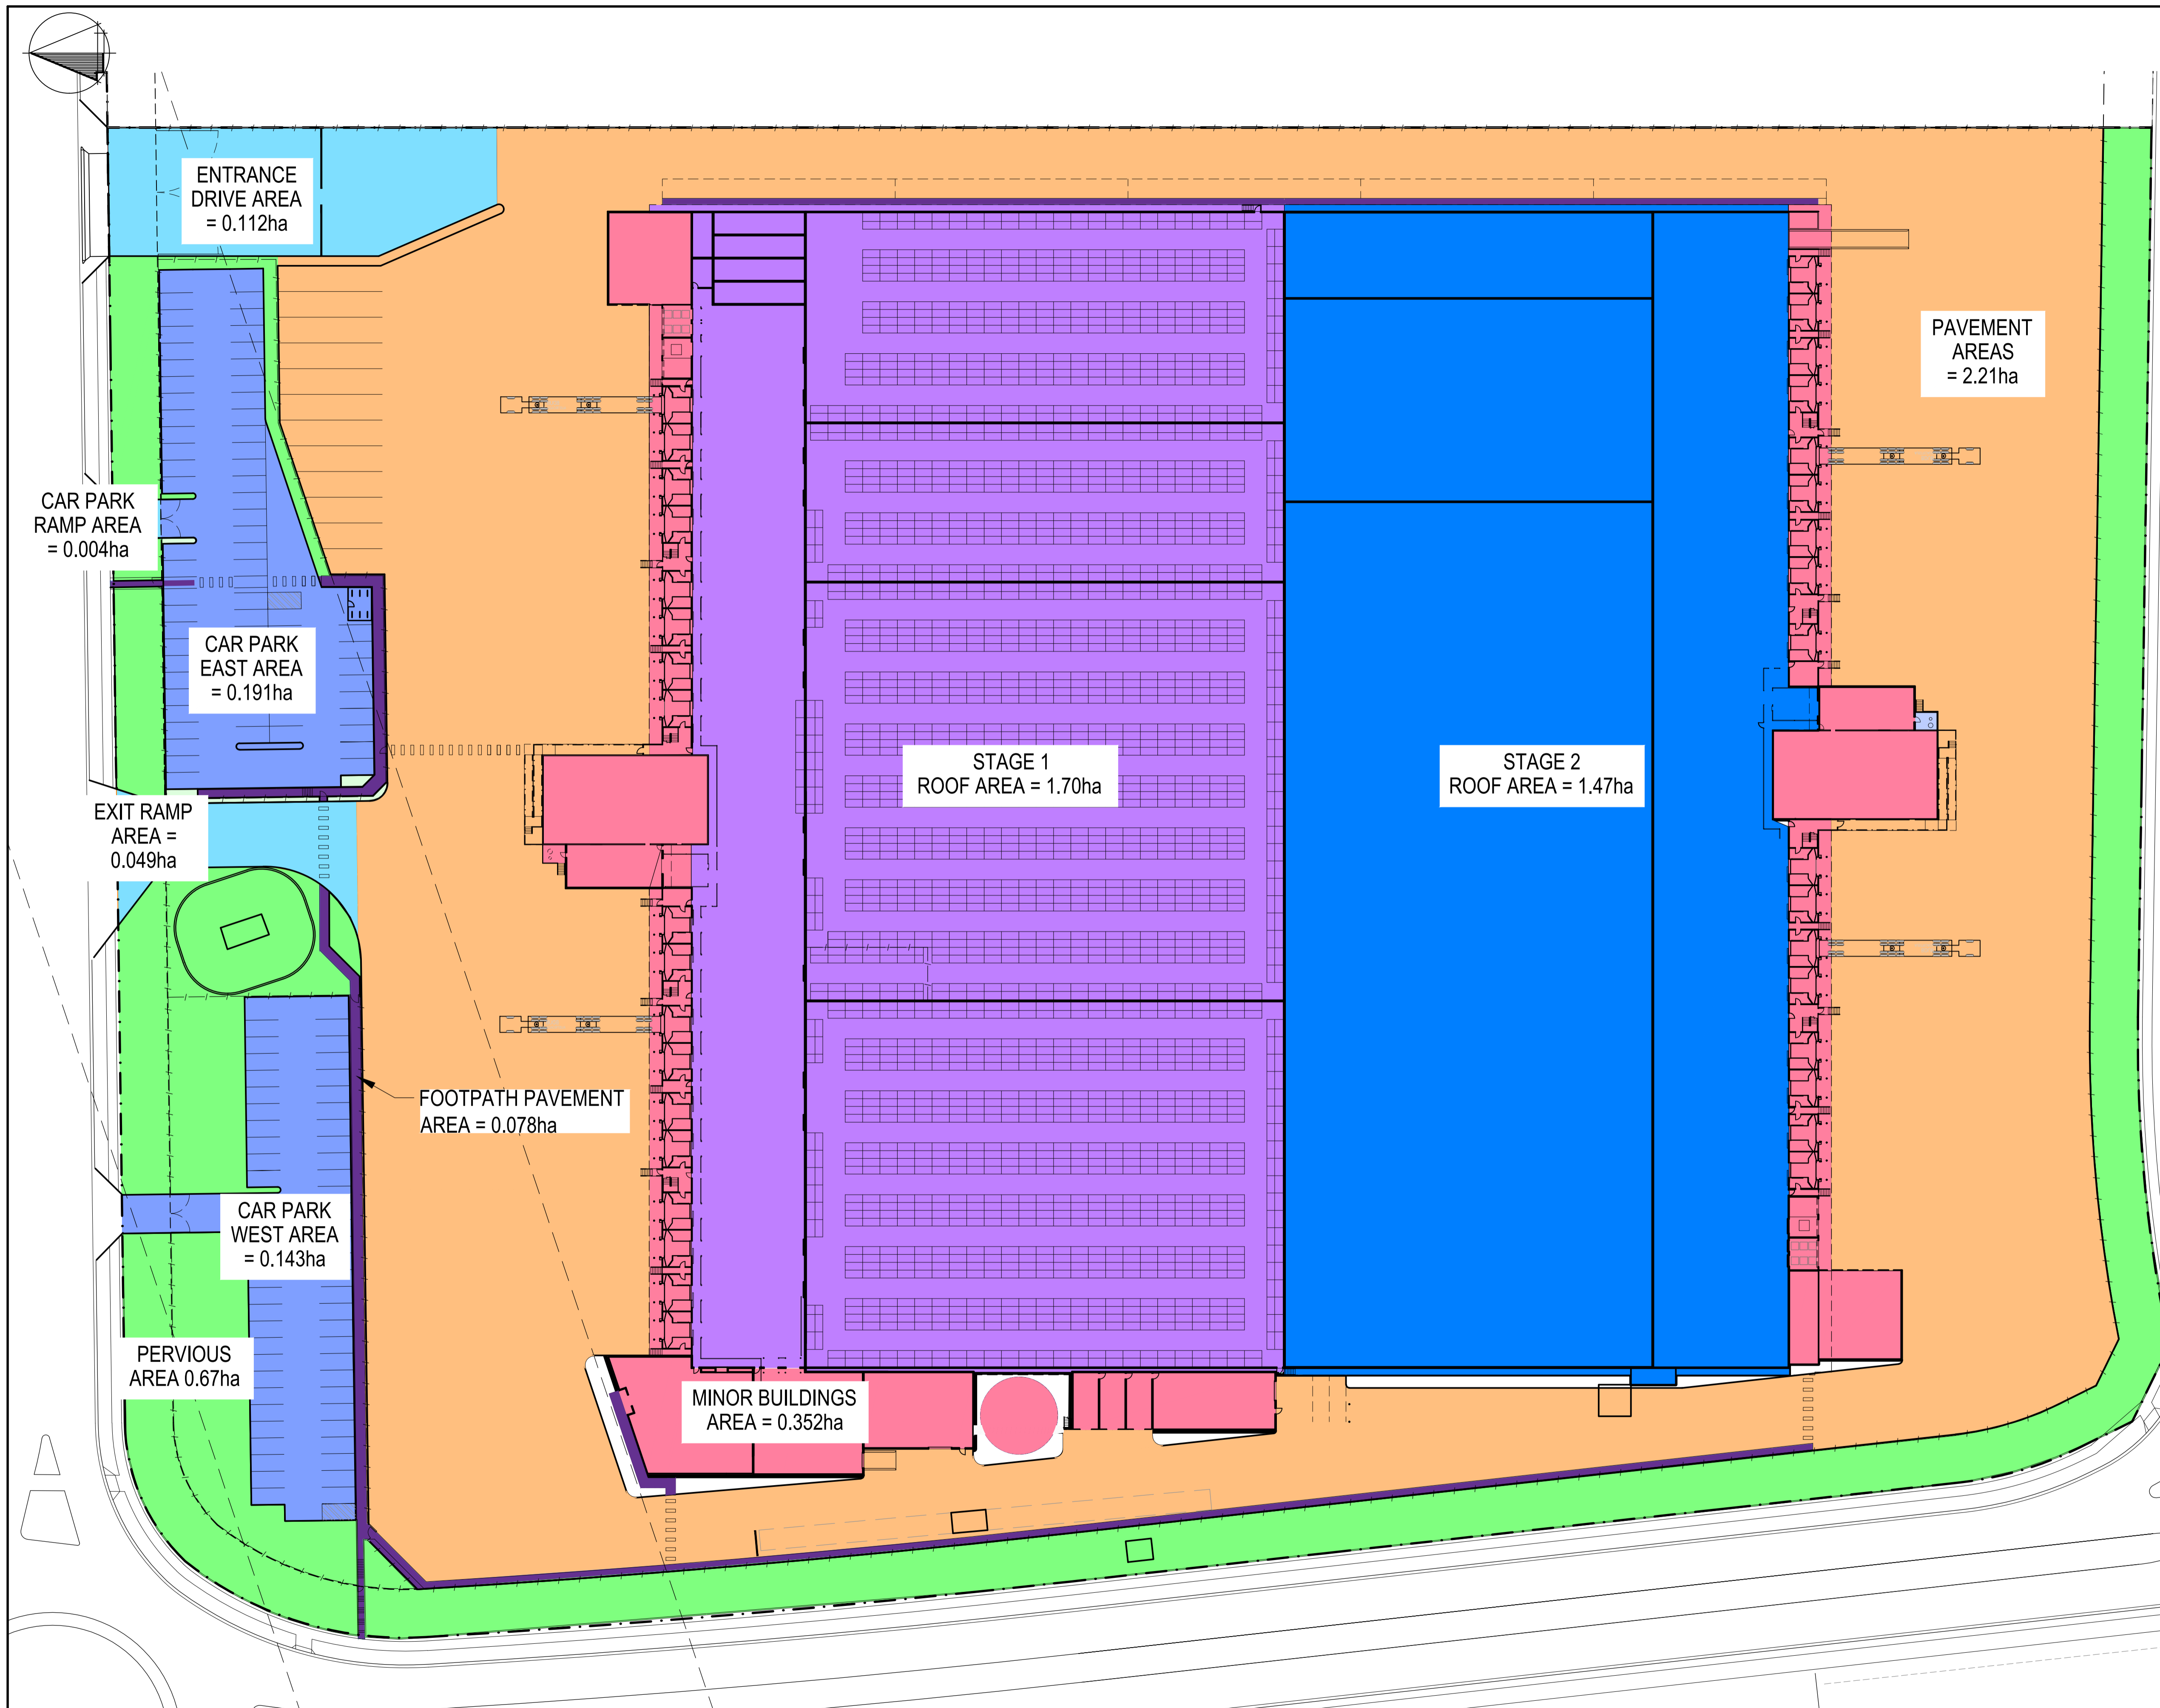 ENTRANCE
DRIVE AREA
= 0.112ha
PAVEMENT
AREAS
= 2.21ha
CAR PARK
RAMP AREA
= 0.004ha
CAR PARK
EAST AREA
= 0.191ha
STAGE 1
ROOF AREA = 1.70ha
STAGE 2
ROOF AREA = 1.47ha
EXIT RAMP
AREA =
0.049ha
FOOTPATH PAVEMENT
AREA = 0.078ha
CAR PARK
WEST AREA
= 0.143ha
PERVIOUS
AREA 0.67ha
MINOR BUILDINGS
AREA = 0.352ha